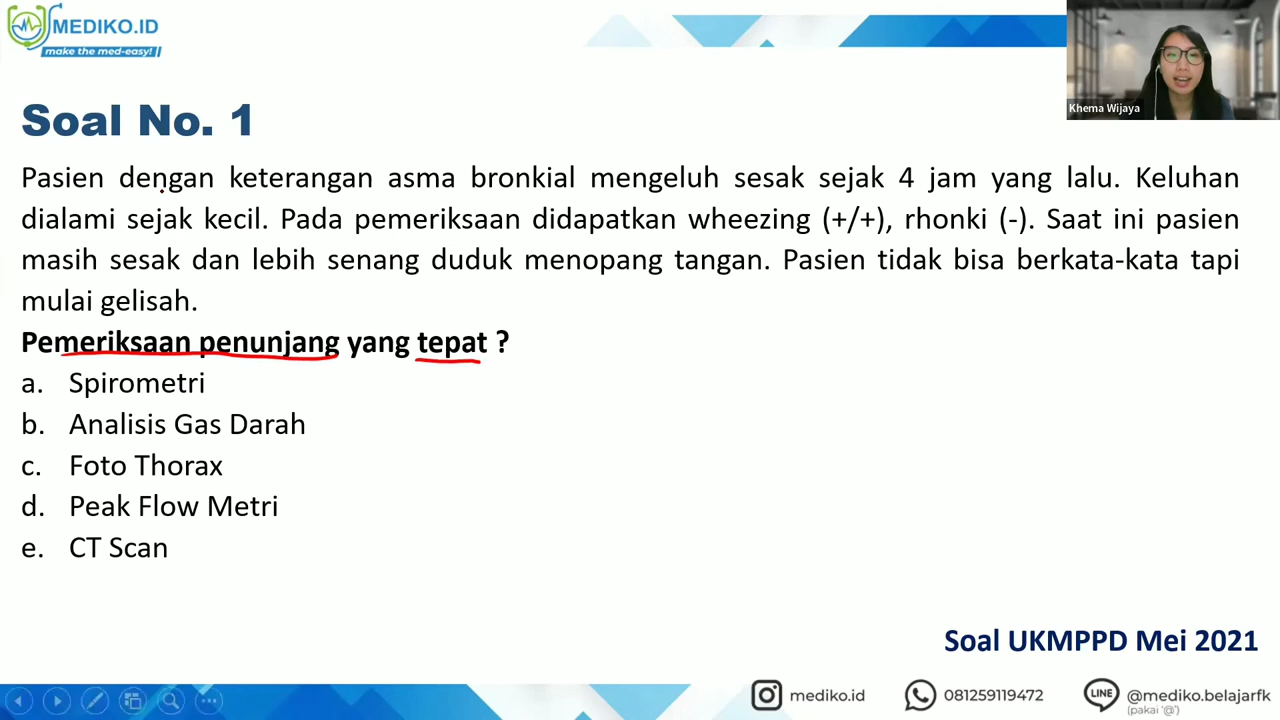 MEDIKO.ID
make the med-easy!
Khema Wijaya
Soal No. 1
Pasien dengan keterangan asma bronkial mengeluh sesak sejak 4 jam yang lalu. Keluhan
dialami sejak kecil. Pada pemeriksaan didapatkan wheezing (+/+), rhonki (-). Saat ini pasien
masih sesak dan lebih senang duduk menopang tangan. Pasien tidak bisa berkata-kata tapi
mulai gelisah.
Pemeriksaan penunjang yang tepat ?
a. Spirometri
b. Analisis Gas Darah
c. Foto Thorax
d. Peak Flow Metri
e. CT Scan
Soal UKMPPD Mei 2021
mediko.id
081259119472
LINE
@mediko.belajarfk
(pakai '@')